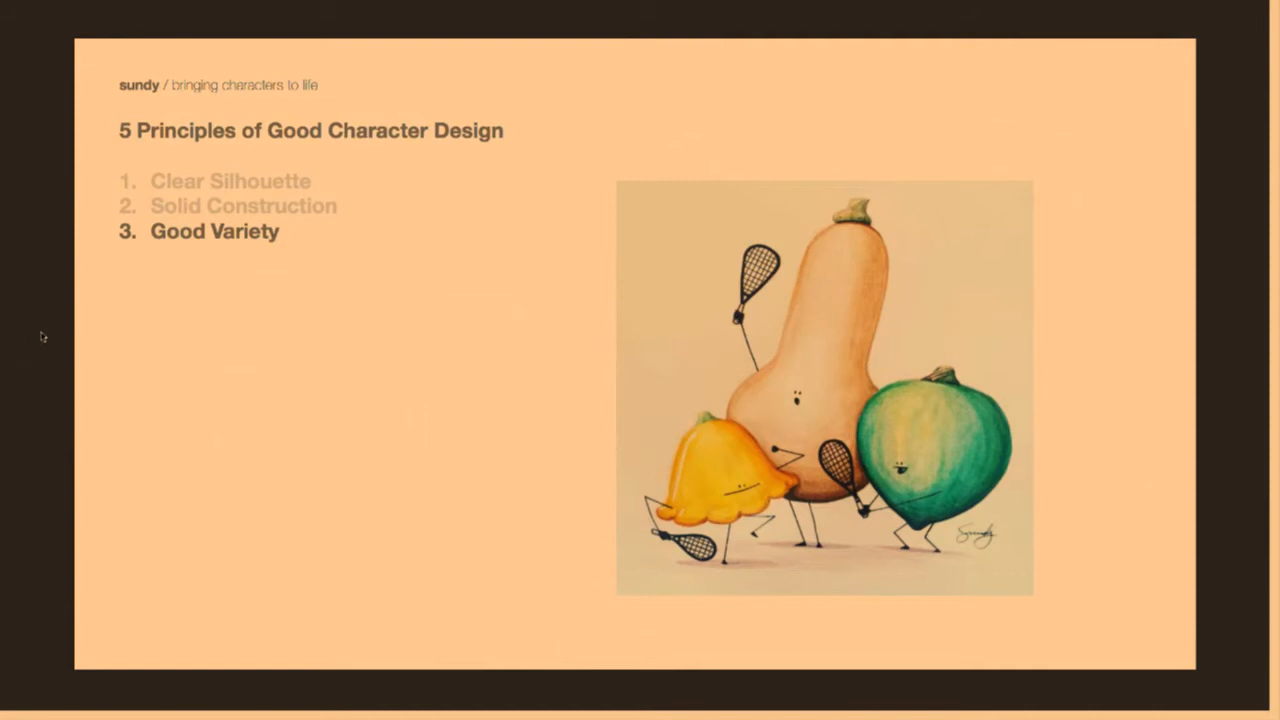 sundy / bringing characters to life
5 Principles of Good Character Design
1. Clear Silhouette
2. Solid Construction
3. Good Variety
Sundy